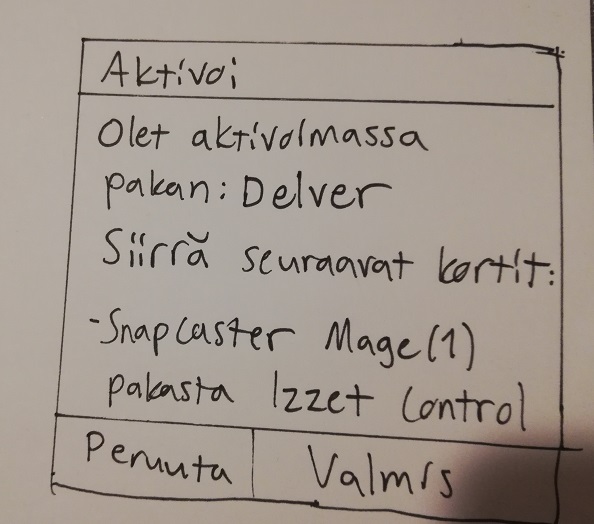 Aktivoi
Olet aktivoimassa
pakan: Delver
Siirrä seuraavat kortit:
-Snapcaster Mage(1)
pakasta Izzet Control
Peruuta
Valmis